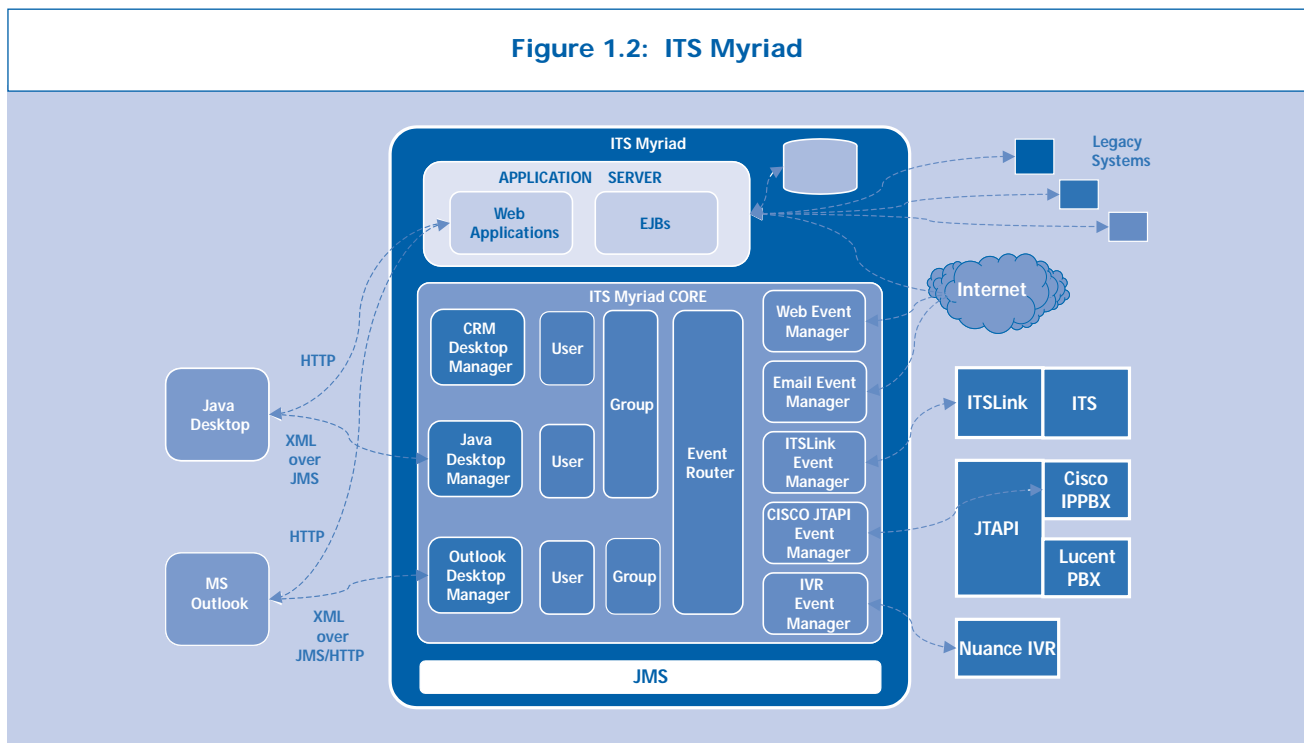 Figure 1.2: ITS Myriad
ITS Myriad
APPLICATION SERVER
Web
Applications
EJBs
Legacy
Systems
Internet
ITS Myriad CORE
CRM
Desktop
Manager
User
Group
Event
Router
Web Event
Manager
Email Event
Manager
ITSLink
Event
Manager
CISCO JTAPI
Event
Manager
IVR
Event
Manager
Java
Desktop
Manager
User
Outlook
Desktop
Manager
User
Group
JMS
HTTP
Java
Desktop
XML
over
JMS
HTTP
MS
Outlook
XML
over
JMS/HTTP
ITSLink
ITS
JTAPI
Cisco
IPPBX
Lucent
PBX
Nuance IVR